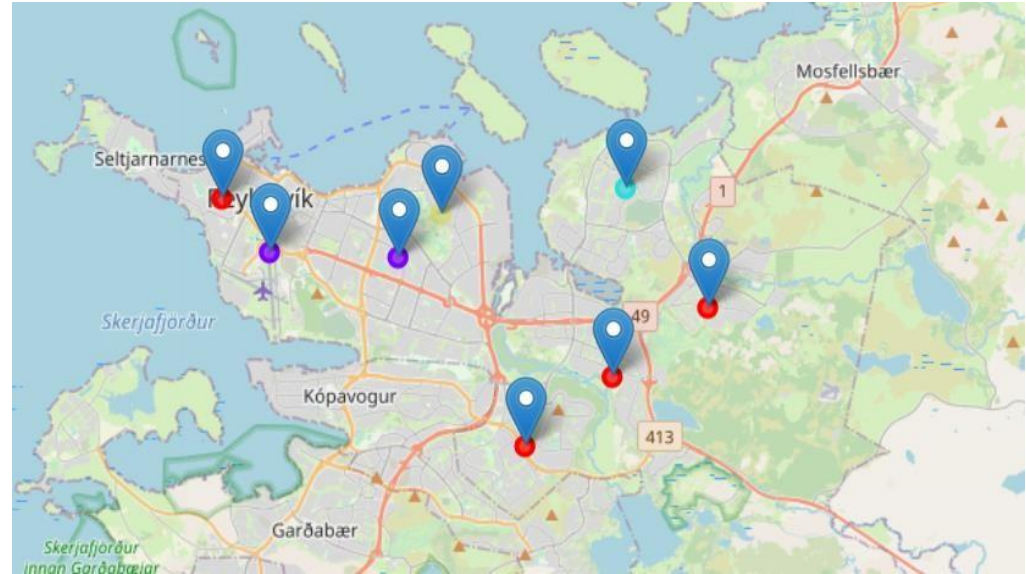 Mosfellsbær
Seltjarnarnes
1
Skerjafjörður
49
Kópavogur
413
Garðabær
Skerjafjörður
innan Garðabæjar